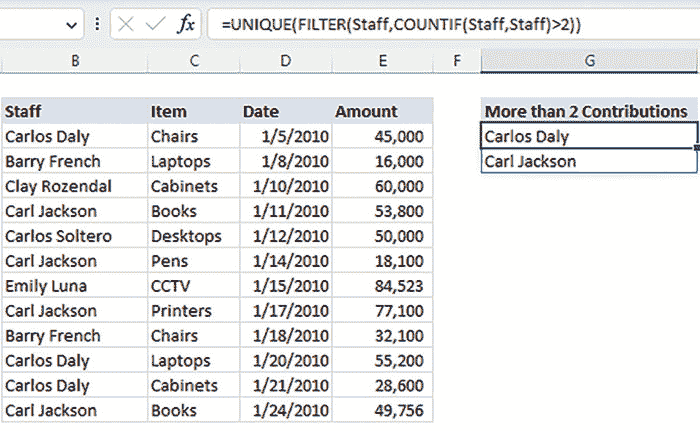 =UNIQUE(FILTER(Staff,COUNTIF(Staff,Staff)>2))
B C D E F G
Staff Item Date Amount More than 2 Contributions
Carlos Daly Chairs 1/5/2010 45,000 Carlos Daly
Barry French Laptops 1/8/2010 16,000 Carl Jackson
Clay Rozendal Cabinets 1/10/2010 60,000
Carl Jackson Books 1/11/2010 53,800
Carlos Soltero Desktops 1/12/2010 50,000
Carl Jackson Pens 1/14/2010 18,100
Emily Luna CCTV 1/15/2010 84,523
Carl Jackson Printers 1/17/2010 77,100
Barry French Chairs 1/18/2010 32,100
Carlos Daly Laptops 1/20/2010 55,200
Carlos Daly Cabinets 1/21/2010 28,600
Carl Jackson Books 1/24/2010 49,756